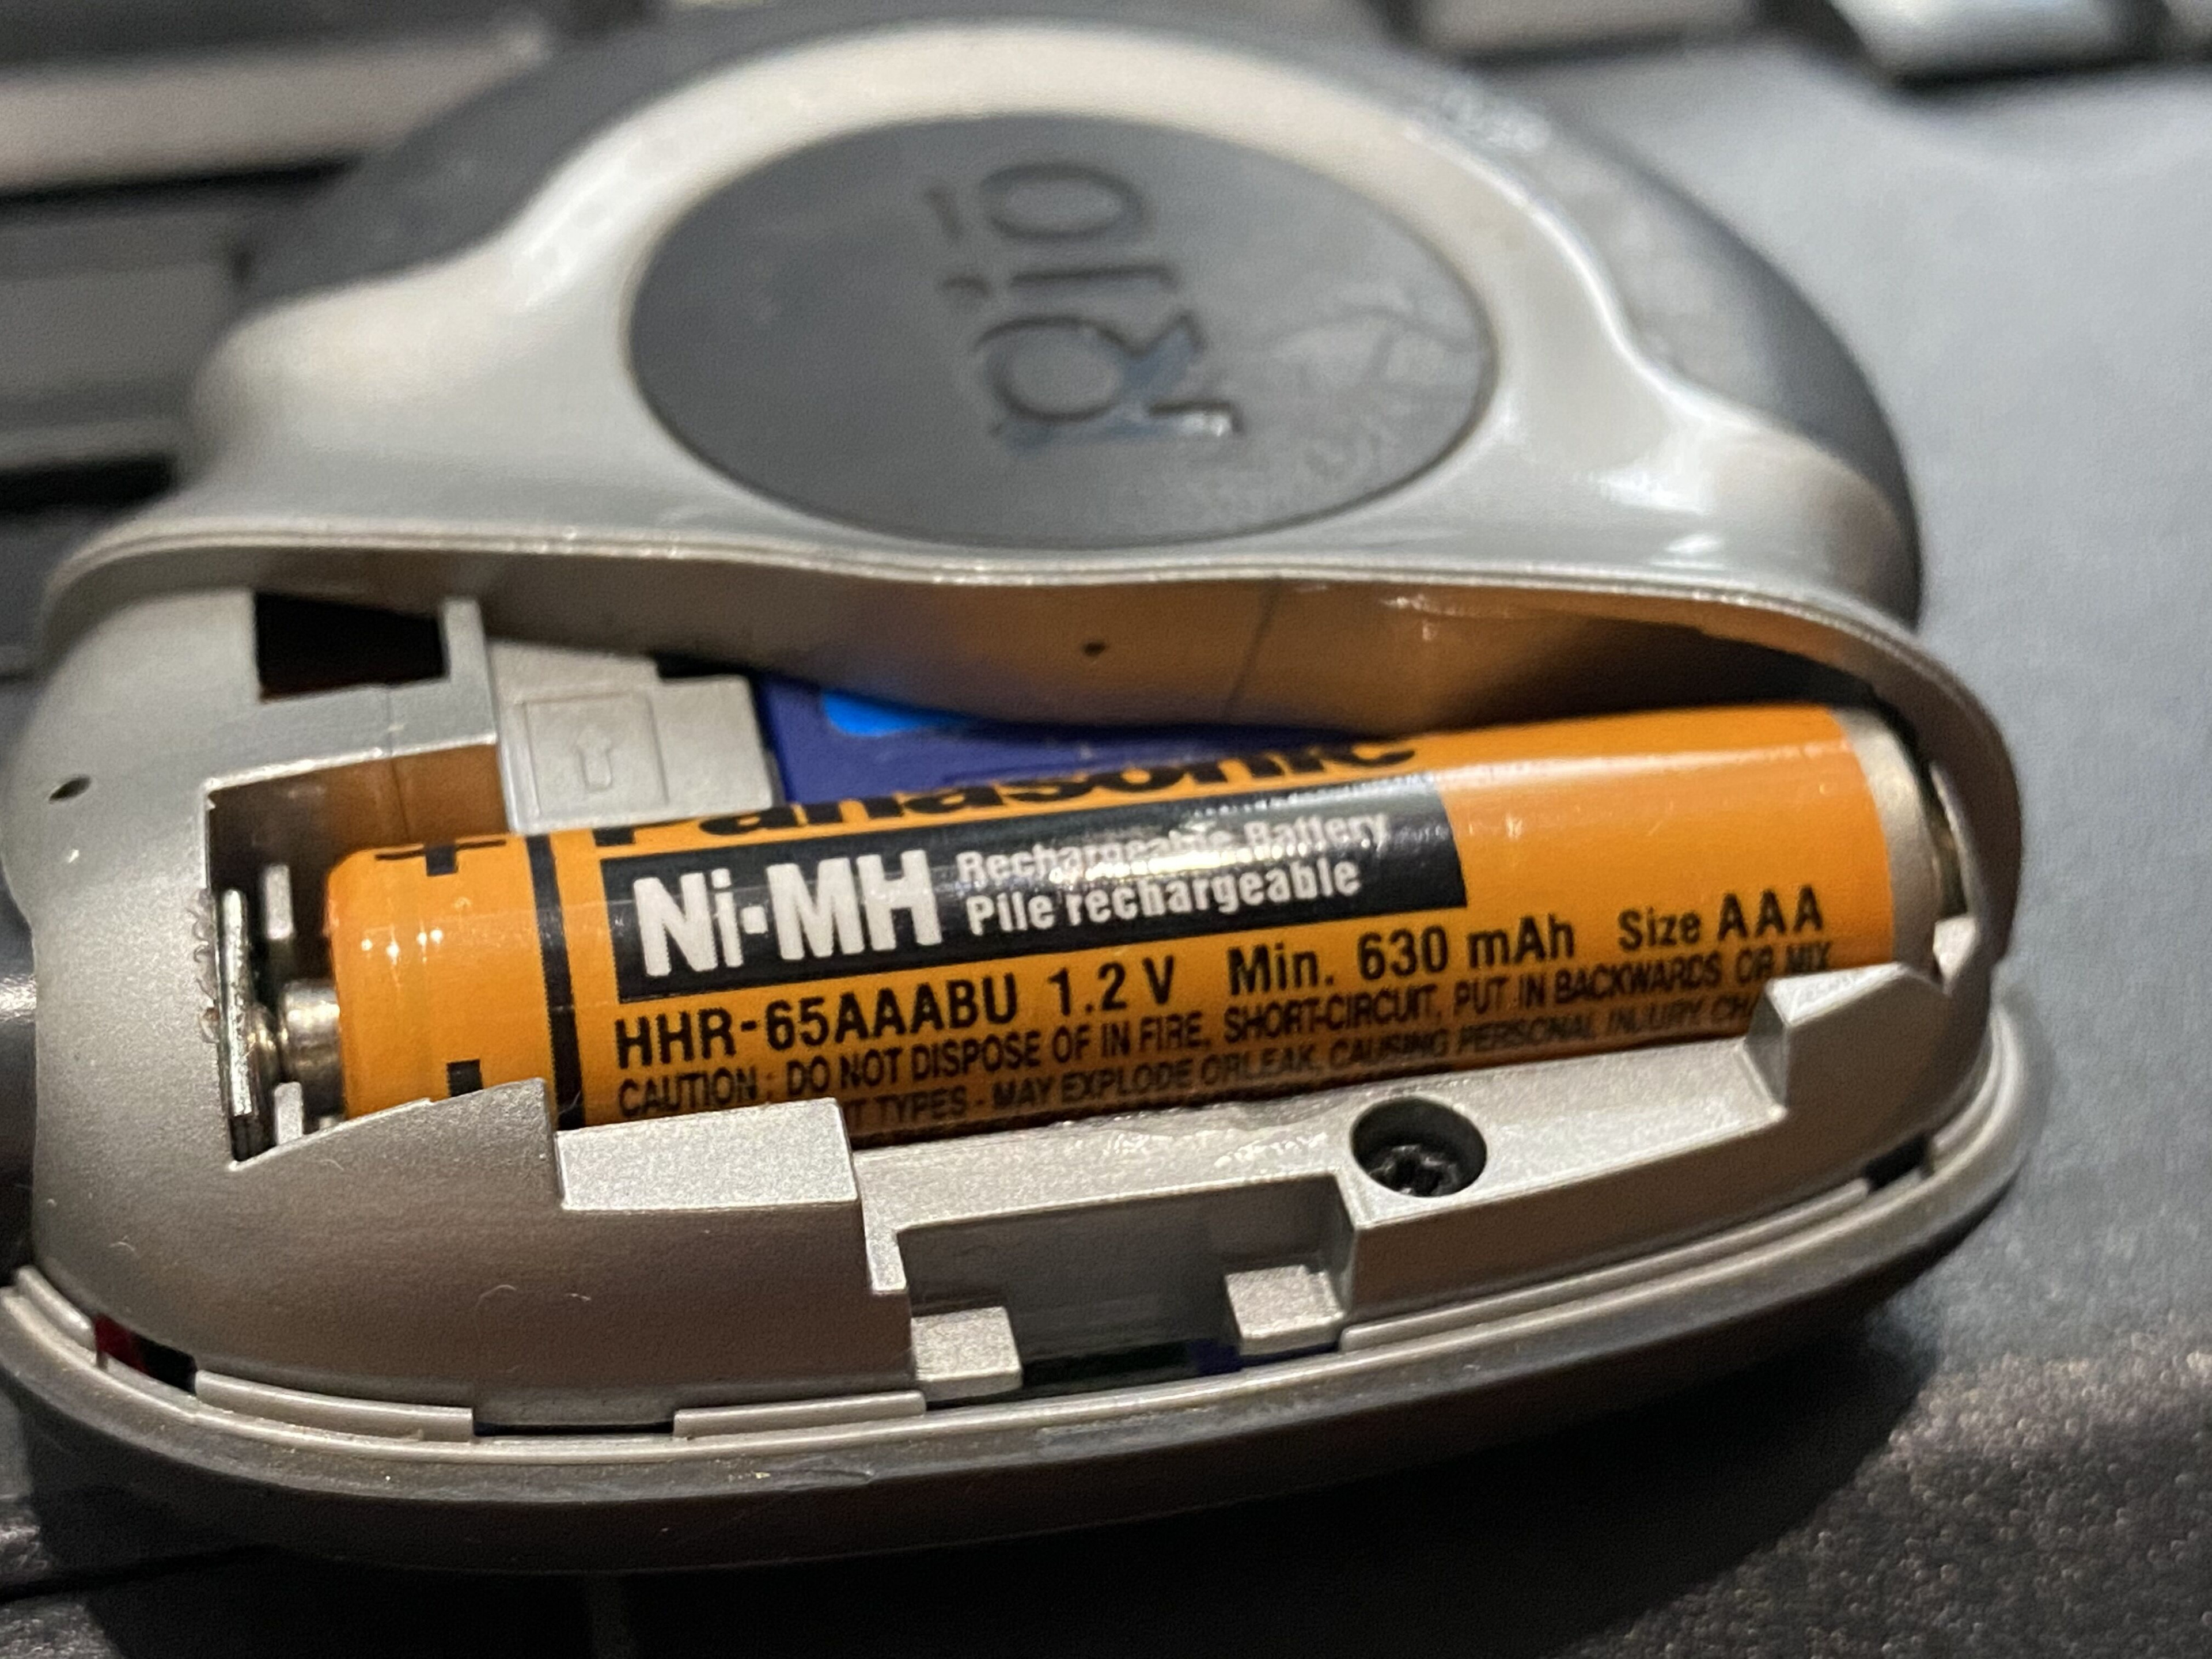 Rio
Panasonic
+
Ni-MH
Rechargeable Battery
Pile rechargeable
HHR-65AAABU 1.2 V Min. 630 mAh Size AAA
CAUTION : DO NOT DISPOSE OF IN FIRE, SHORT-CIRCUIT, PUT IN BACKWARDS OR MIX
TYPES - MAY EXPLODE OR LEAK, CAUSING PERSONAL INJURY.